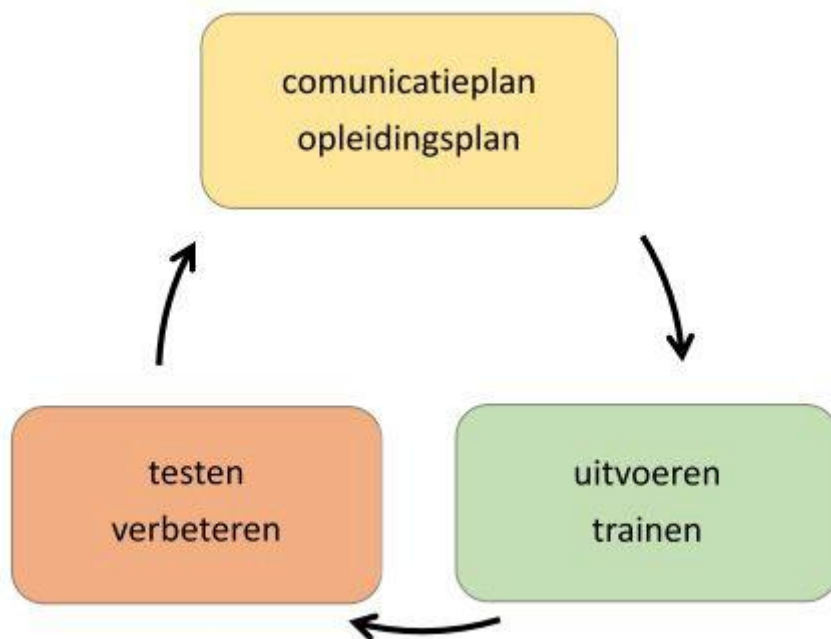 comunicatieplan
opleidingsplan
testen
verbeteren
uitvoeren
trainen